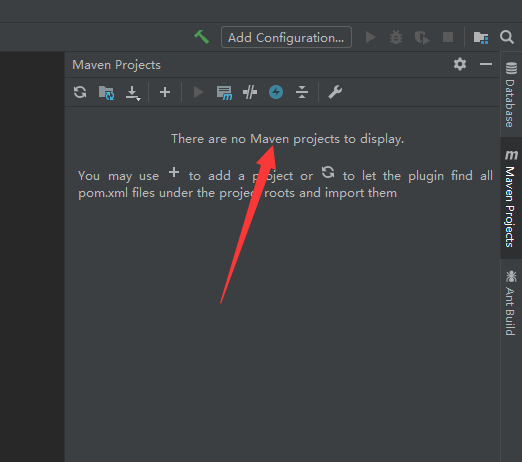 Add Configuration...
Maven Projects
There are no Maven projects to display.
You may use + to add a project or to let the plugin find all
pom.xml files under the project roots and import them
Database
m Maven Projects
Ant Build